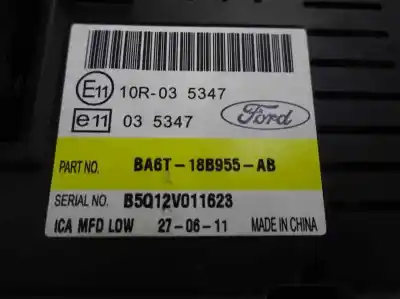 E11 10R-03 5347
Ford
e11 03 5347
PART NO. BA6T-18B955-AB
SERIAL NO. B5Q12V011623
ICA MFD LOW 27-06-11 MADE IN CHINA